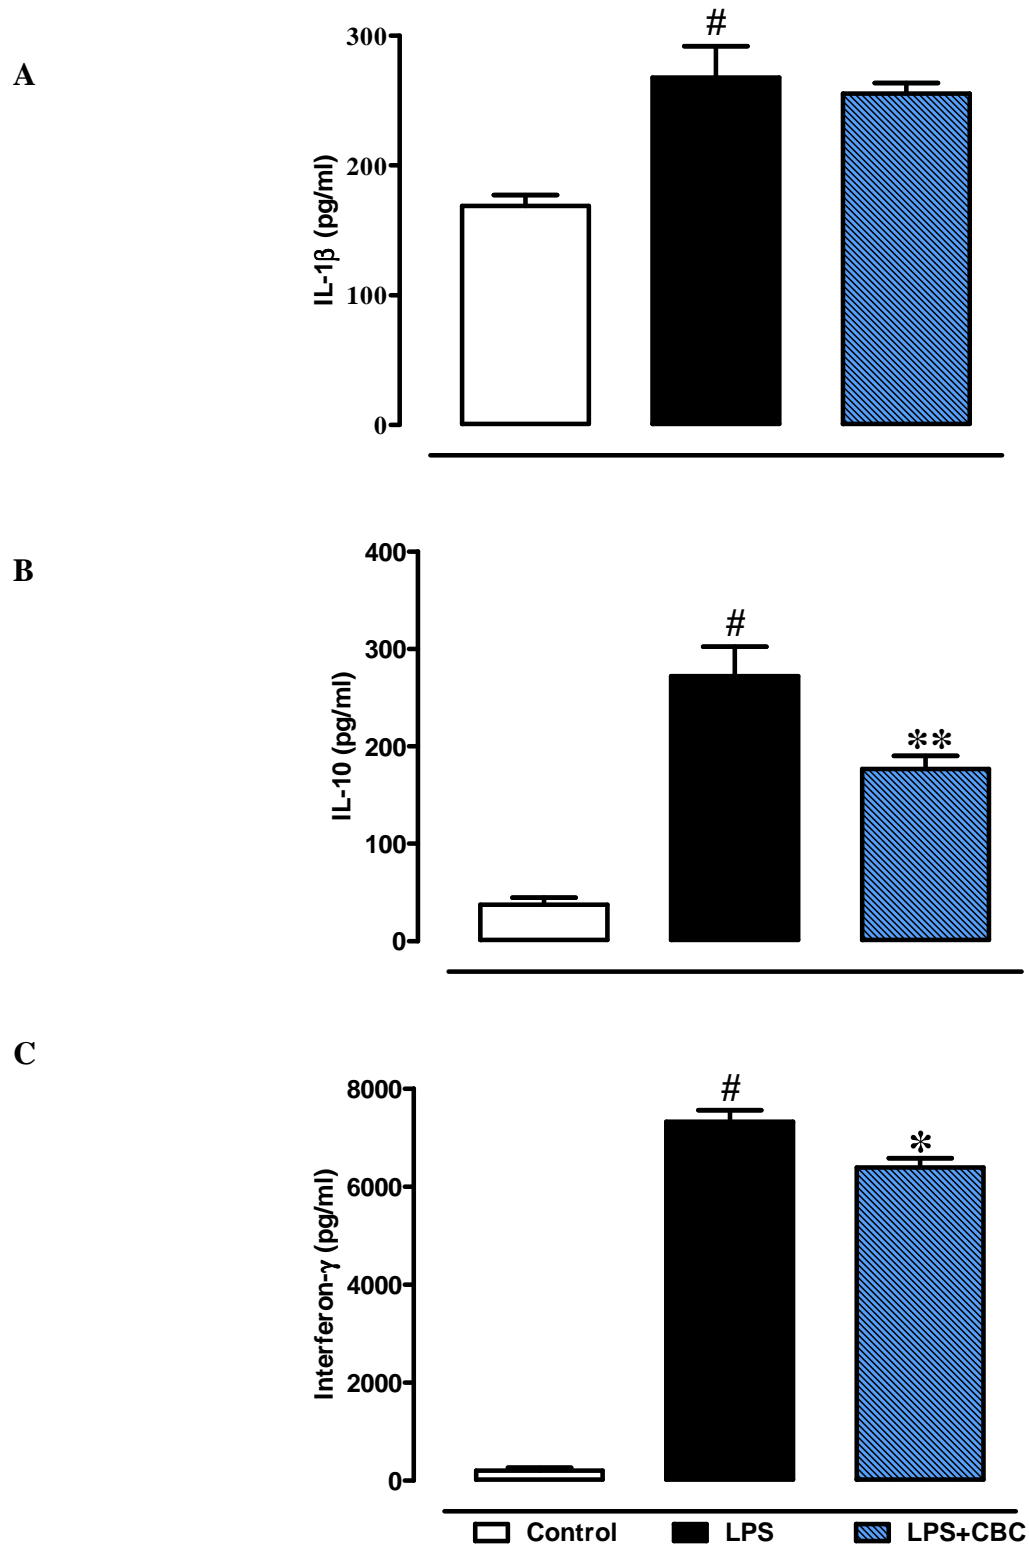 A
IL-1β (pg/ml)
300
200
100
0
#
B
IL-10 (pg/ml)
400
300
200
100
0
#
**
C
Interferon-γ (pg/ml)
8000
6000
4000
2000
0
#
*
Control LPS LPS+CBC